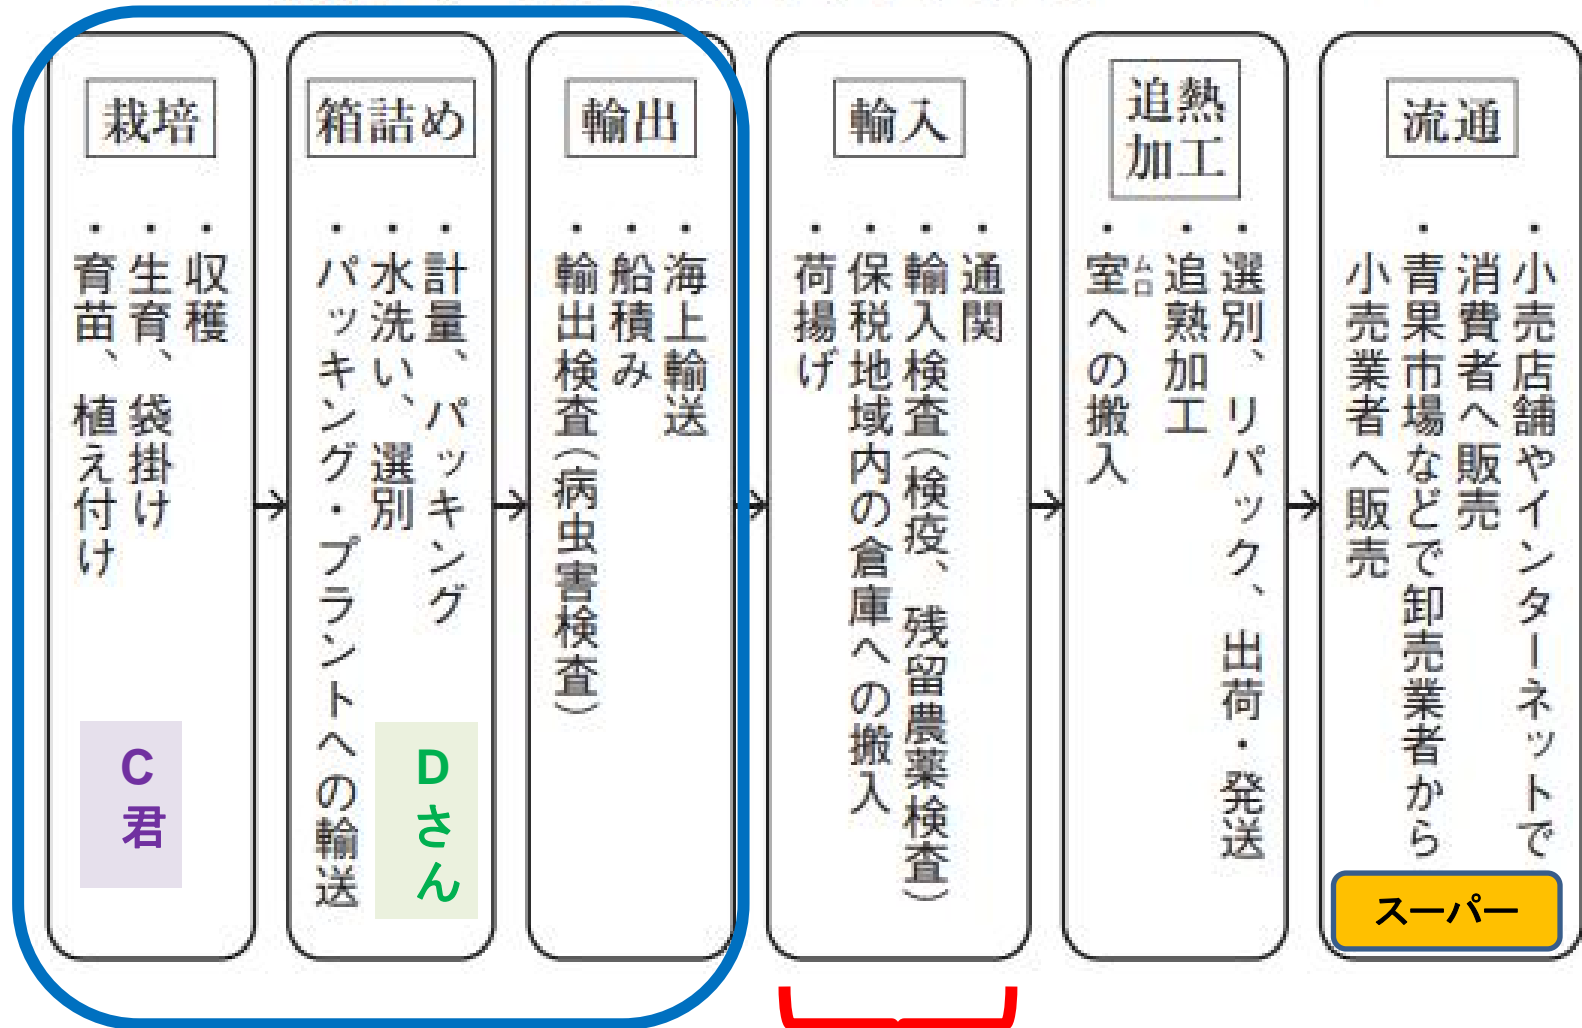 栽培
・収穫
・生育、袋掛け
・育苗、植え付け
C
君
箱詰め
・計量、パッキング
・水洗い、選別
・パッキング・プラントへの輸送
D
さ
ん
輸出
・海上輸送
・船積み
・輸出検査（病虫害検査）
輸入
・通関
・輸入検査（検疫、残留農薬検査）
・保税地域内の倉庫への搬入
・荷揚げ
追熱
加工
・選別、リパック、出荷・発送
・追熟加工
・室ムロへの搬入
流通
・小売店舗やインターネットで
消費者へ販売
・青果市場などで卸売業者から
小売業者へ販売
スーパー